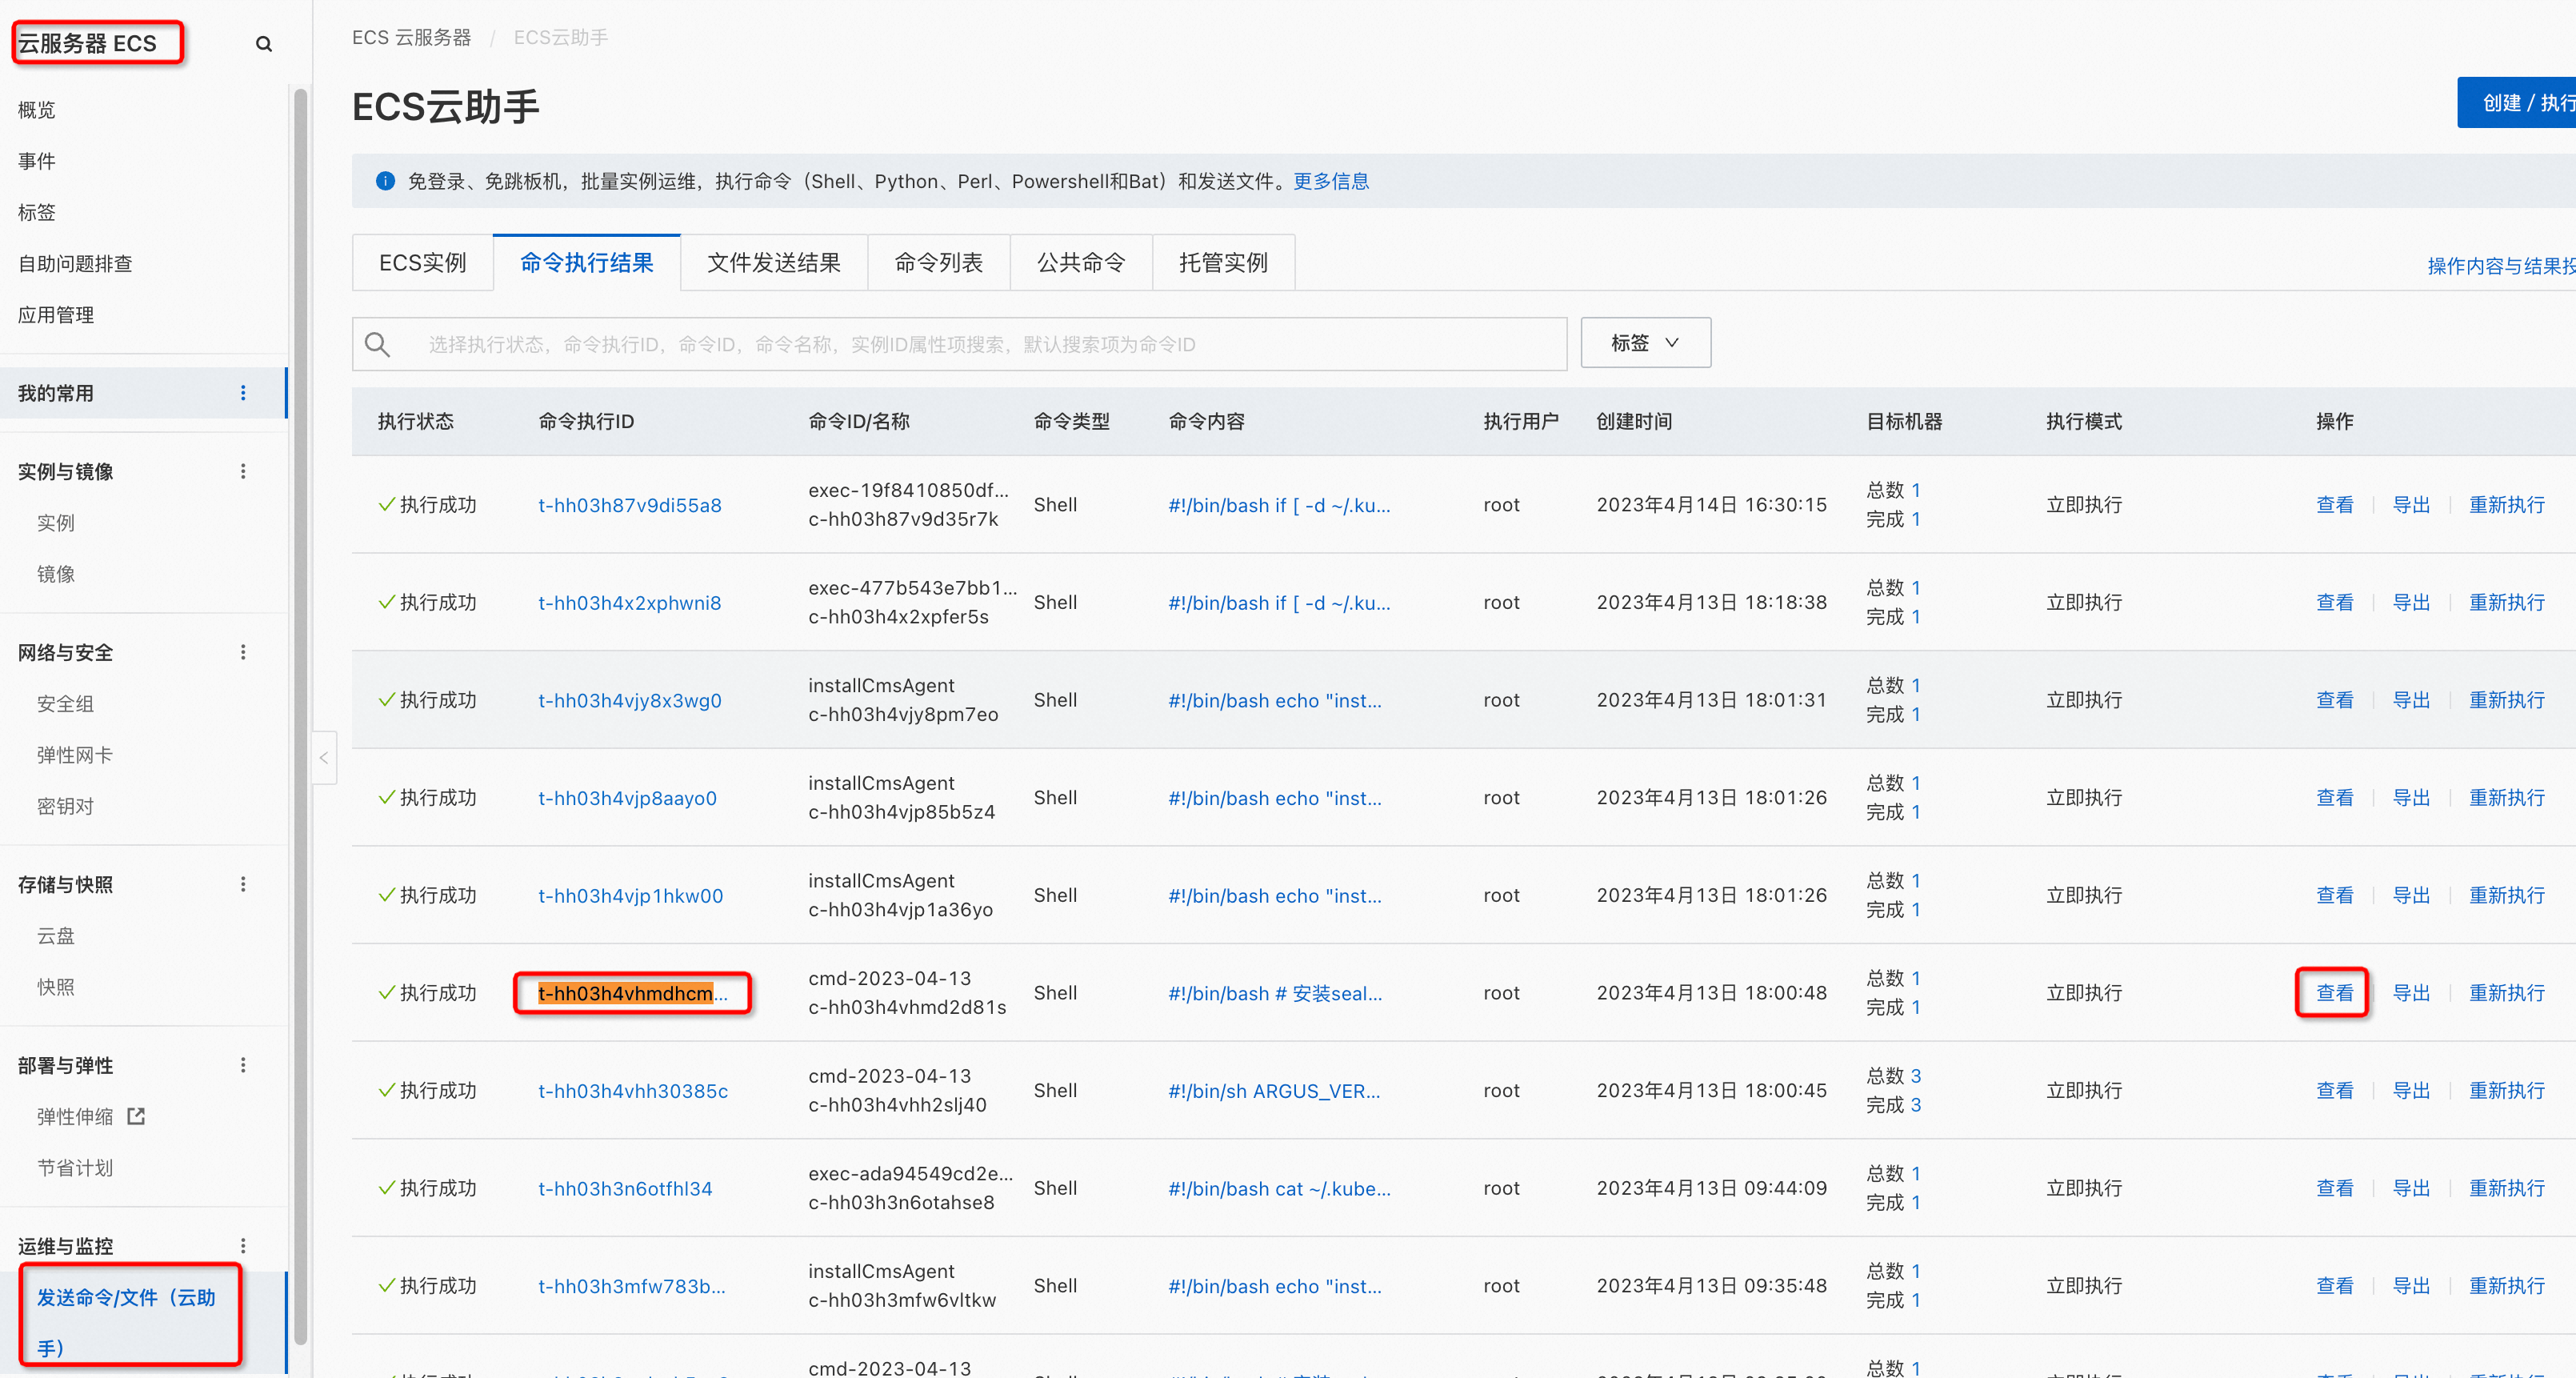 云服务器 ECS
概览
事件
标签
自助问题排查
应用管理
我的常用
实例与镜像
实例
镜像
网络与安全
安全组
弹性网卡
密钥对
存储与快照
云盘
快照
部署与弹性
弹性伸缩
节省计划
运维与监控
发送命令/文件（云助
手）
ECS 云服务器 / ECS云助手
ECS云助手
创建 / 执行
免登录、免跳板机，批量实例运维，执行命令（Shell、Python、Perl、Powershell和Bat）和发送文件。更多信息
ECS实例 命令执行结果 文件发送结果 命令列表 公共命令 托管实例
操作内容与结果投
选择执行状态，命令执行ID，命令ID，命令名称，实例ID属性项搜索，默认搜索项为命令ID
标签
执行状态 命令执行ID 命令ID/名称 命令类型 命令内容 执行用户 创建时间 目标机器 执行模式 操作
执行成功 t-hh03h87v9di55a8 exec-19f8410850df... Shell #!/bin/bash if [ -d ~/.ku... root 2023年4月14日 16:30:15 总数 1 立即执行 查看 导出 重新执行
c-hh03h87v9d35r7k 完成 1
执行成功 t-hh03h4x2xphwni8 exec-477b543e7bb1... Shell #!/bin/bash if [ -d ~/.ku... root 2023年4月13日 18:18:38 总数 1 立即执行 查看 导出 重新执行
c-hh03h4x2xpfer5s 完成 1
执行成功 t-hh03h4vjy8x3wg0 installCmsAgent Shell #!/bin/bash echo "inst... root 2023年4月13日 18:01:31 总数 1 立即执行 查看 导出 重新执行
c-hh03h4vjy8pm7eo 完成 1
执行成功 t-hh03h4vjp8aayo0 installCmsAgent Shell #!/bin/bash echo "inst... root 2023年4月13日 18:01:26 总数 1 立即执行 查看 导出 重新执行
c-hh03h4vjp85b5z4 完成 1
执行成功 t-hh03h4vjp1hkw00 installCmsAgent Shell #!/bin/bash echo "inst... root 2023年4月13日 18:01:26 总数 1 立即执行 查看 导出 重新执行
c-hh03h4vjp1a36yo 完成 1
执行成功 t-hh03h4vhmdhcm... cmd-2023-04-13 Shell #!/bin/bash # 安装seal... root 2023年4月13日 18:00:48 总数 1 立即执行 查看 导出 重新执行
c-hh03h4vhmd2d81s 完成 1
执行成功 t-hh03h4vhh30385c cmd-2023-04-13 Shell #!/bin/sh ARGUS_VER... root 2023年4月13日 18:00:45 总数 3 立即执行 查看 导出 重新执行
c-hh03h4vhh2slj40 完成 3
执行成功 t-hh03h3n6otfhl34 exec-ada94549cd2e... Shell #!/bin/bash cat ~/.kube... root 2023年4月13日 09:44:09 总数 1 立即执行 查看 导出 重新执行
c-hh03h3n6otahse8 完成 1
执行成功 t-hh03h3mfw783b... installCmsAgent Shell #!/bin/bash echo "inst... root 2023年4月13日 09:35:48 总数 1 立即执行 查看 导出 重新执行
c-hh03h3mfw6vltkw 完成 1
cmd-2023-04-13 总数 1